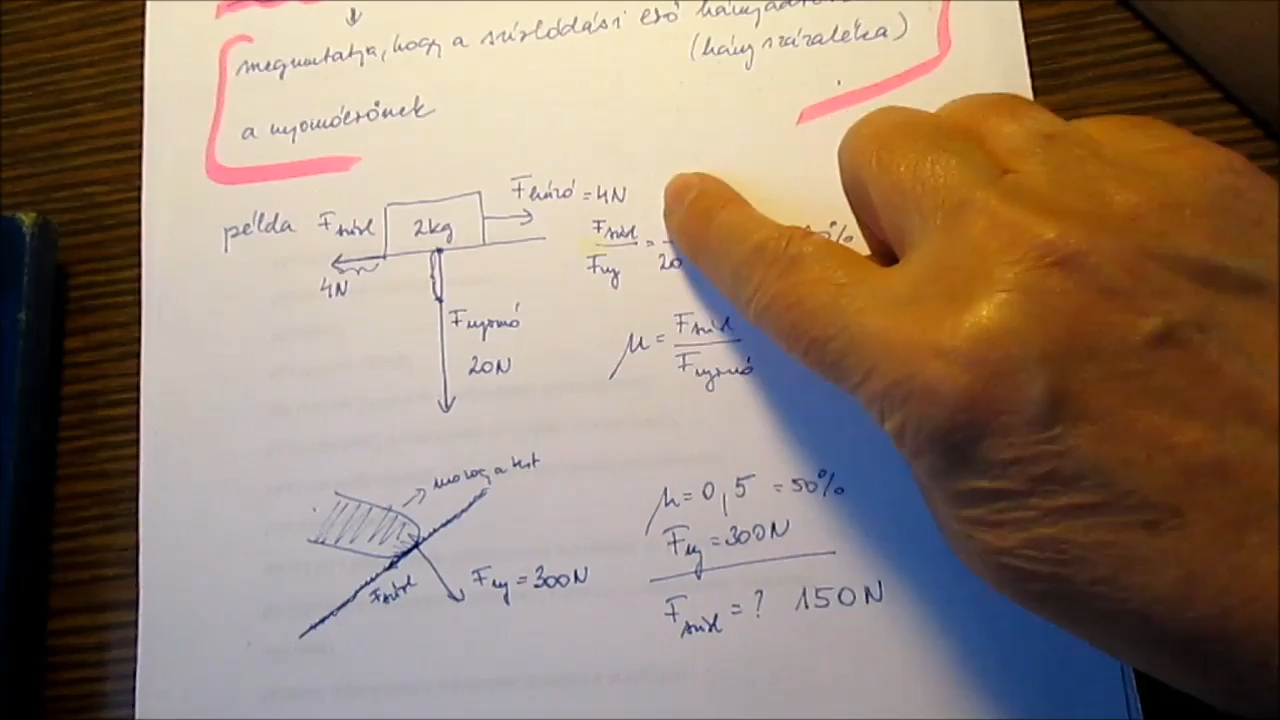 megmutatja, hogy a súrlódási erő
(hány százaléka)
a nyomóerőnek
példa
Fsúrl
2kg
Fhúzó = 4N
4N
Fnyomó
20N
Fsúrl
Fny
=
20
%
μ = Fsúrl
Fnyomó
mozog a test
Fsúrl
Fny = 300N
μ = 0,5 = 50%
Fny = 300N
Fsúrl = ? 150N